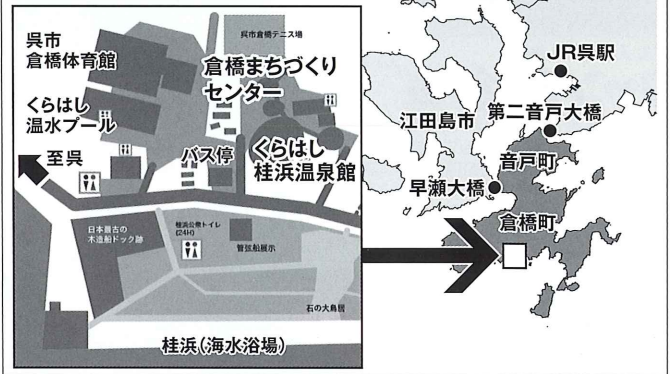 呉市
倉橋体育館
呉市倉橋テニス場
倉橋まちづくり
センター
くらはし
温水プール
至呉
バス停
くらはし
桂浜温泉館
日本最古の
木造船ドック跡
桂浜公衆トイレ
(24H)
管弦船展示
石の大鳥居
桂浜(海水浴場)
JR呉駅
第二音戸大橋
江田島市
音戸町
早瀬大橋
倉橋町